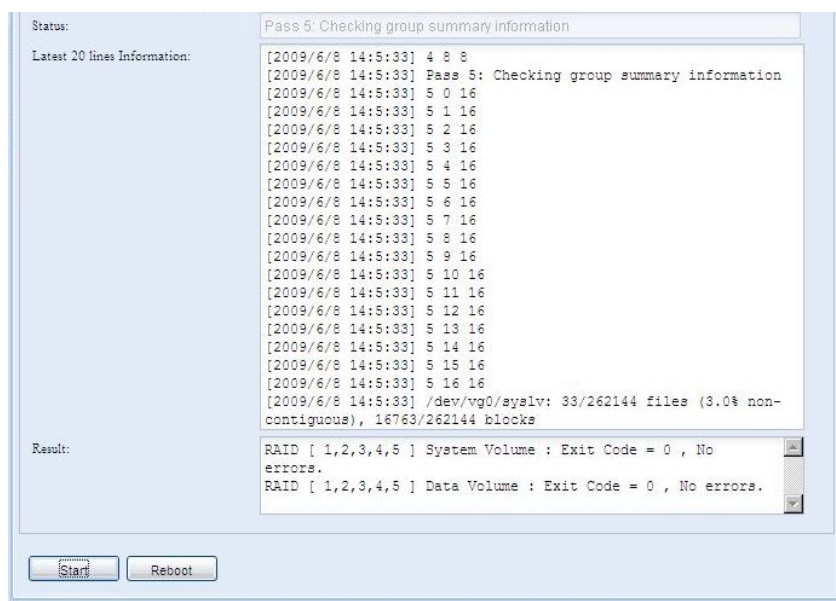 Status:
Pass 5: Checking group summary information
Latest 20 lines Information:
[2009/6/8 14:5:33] 4 8 8
[2009/6/8 14:5:33] Pass 5: Checking group summary information
[2009/6/8 14:5:33] 5 0 16
[2009/6/8 14:5:33] 5 1 16
[2009/6/8 14:5:33] 5 2 16
[2009/6/8 14:5:33] 5 3 16
[2009/6/8 14:5:33] 5 4 16
[2009/6/8 14:5:33] 5 5 16
[2009/6/8 14:5:33] 5 6 16
[2009/6/8 14:5:33] 5 7 16
[2009/6/8 14:5:33] 5 8 16
[2009/6/8 14:5:33] 5 9 16
[2009/6/8 14:5:33] 5 10 16
[2009/6/8 14:5:33] 5 11 16
[2009/6/8 14:5:33] 5 12 16
[2009/6/8 14:5:33] 5 13 16
[2009/6/8 14:5:33] 5 14 16
[2009/6/8 14:5:33] 5 15 16
[2009/6/8 14:5:33] 5 16 16
[2009/6/8 14:5:33] /dev/vg0/syslv: 33/262144 files (3.0% non-
contiguous), 16763/262144 blocks
Result:
RAID [ 1,2,3,4,5 ] System Volume : Exit Code = 0 , No
errors.
RAID [ 1,2,3,4,5 ] Data Volume : Exit Code = 0 , No errors.
Start
Reboot